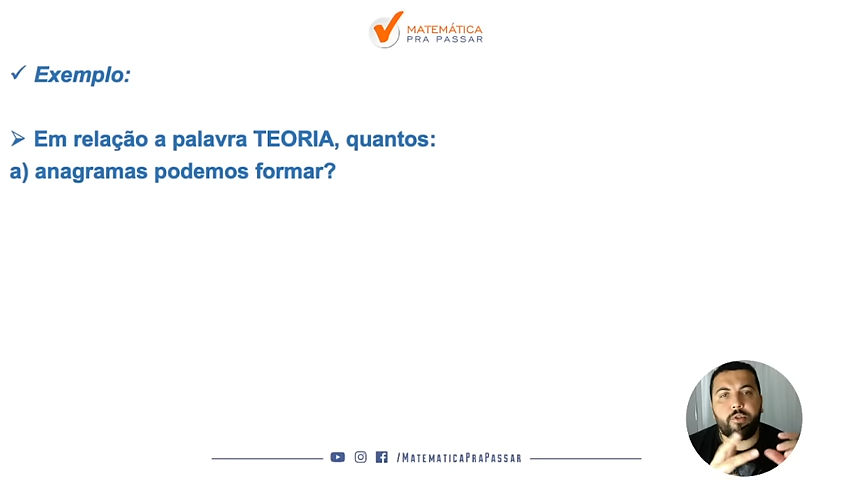 MATEMÁTICA
PRA PASSAR
✓ Exemplo:
➢ Em relação a palavra TEORIA, quantos:
a) anagramas podemos formar?
/MatematicaPraPassar